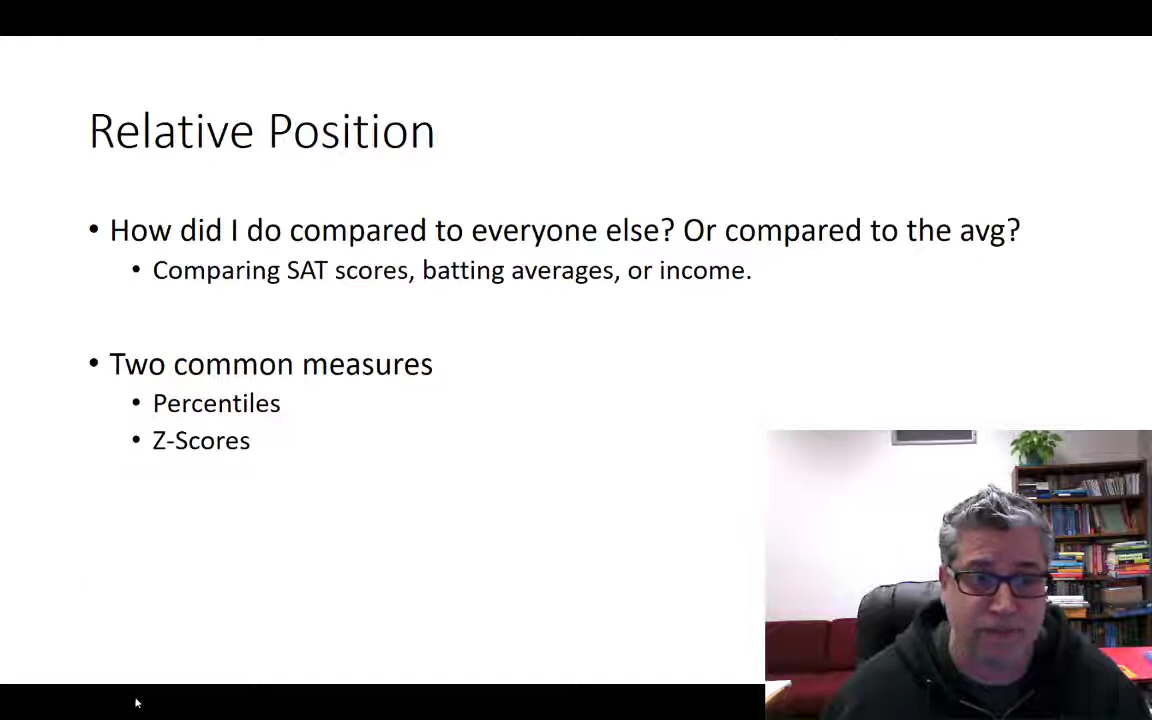 Relative Position
• How did I do compared to everyone else? Or compared to the avg?
• Comparing SAT scores, batting averages, or income.
• Two common measures
• Percentiles
• Z-Scores